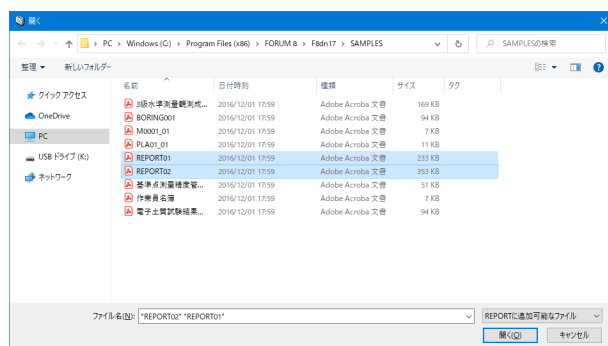 開く
PC › Windows (C:) › Program Files (x86) › FORUM 8 › F8dn17 › SAMPLES
SAMPLESの検索
整理 新しいフォルダー
名前 日付時刻 種類 サイズ タグ
クイック アクセス
OneDrive
PC
USB ドライブ (K:)
ネットワーク
3級水準測量観測成... 2016/12/01 17:59 Adobe Acroba 文書 169 KB
BORING001 2016/12/01 17:59 Adobe Acroba 文書 94 KB
M0001_01 2016/12/01 17:59 Adobe Acroba 文書 7 KB
PLA01_01 2016/12/01 17:59 Adobe Acroba 文書 11 KB
REPORT01 2016/12/01 17:59 Adobe Acroba 文書 233 KB
REPORT02 2016/12/01 17:59 Adobe Acroba 文書 353 KB
基準点測量精度管... 2016/12/01 17:59 Adobe Acroba 文書 51 KB
作業員名簿 2016/12/01 17:59 Adobe Acroba 文書 7 KB
電子土質試験結果... 2016/12/01 17:59 Adobe Acroba 文書 94 KB
ファイル名(N): "REPORT02" "REPORT01" REPORTに追加可能なファイル
開く(O) キャンセル